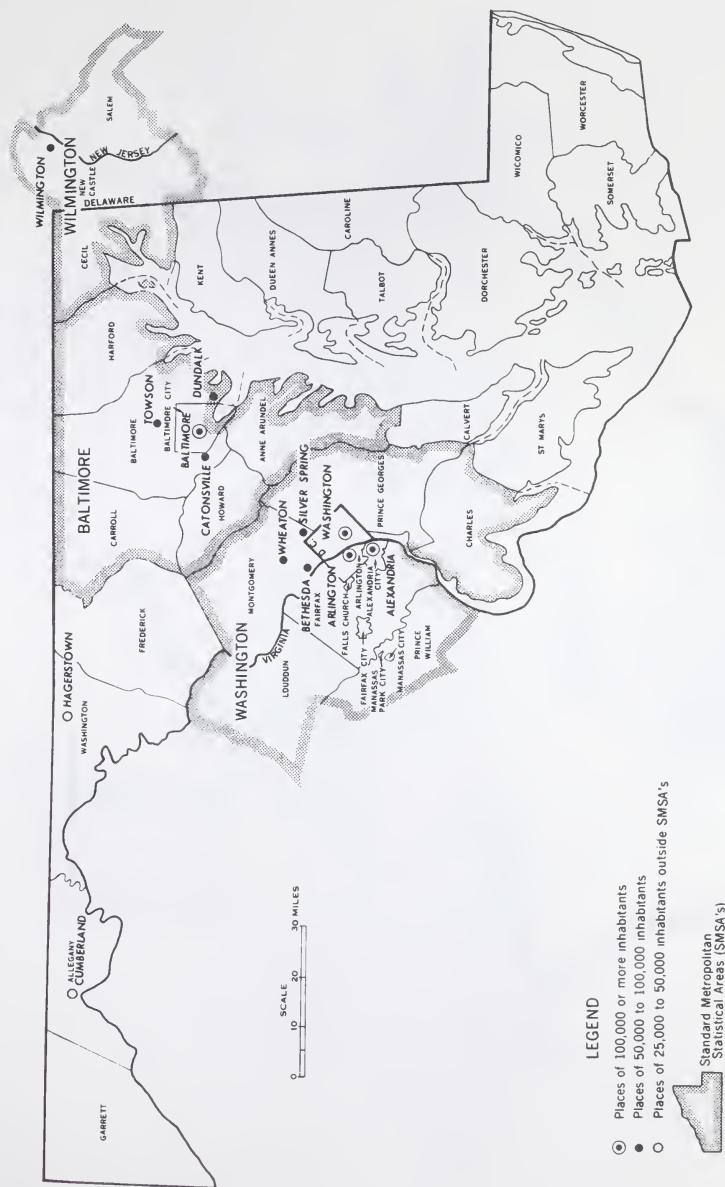 GARRETT
ALLEGANY
CUMBERLAND
HAGERSTOWN
WASHINGTON
FREDERICK
CARROLL
BALTIMORE
BALTIMORE
TOWSON
BALTIMORE CITY
BALTIMORE
DUNDALK
CATONSVILLE
HOWARD
HARFORD
CECIL
WILMINGTON
WILMINGTON
NEW CASTLE
NEW JERSEY
DELAWARE
SALEM
KENT
QUEEN ANNES
CAROLINE
TALBOT
DORCHESTER
WICOMICO
WORCESTER
SOMERSET
ANNE ARUNDEL
CALVERT
ST MARYS
PRINCE GEORGES
CHARLES
MONTGOMERY
WASHINGTON
VIRGINIA
LOUDOUN
WHEATON
SILVER SPRING
BETHESDA
WASHINGTON
D C
FAIRFAX
ARLINGTON
FALLS CHURCH
ARLINGTON
ALEXANDRIA
CITY
ALEXANDRIA
FAIRFAX CITY
MANASSAS
PARK CITY
MANASSAS CITY
PRINCE
WILLIAM
SCALE
0 10 20 30 MILES
LEGEND
Places of 100,000 or more inhabitants
Places of 50,000 to 100,000 inhabitants
Places of 25,000 to 50,000 inhabitants outside SMSA's
Standard Metropolitan
Statistical Areas (SMSA's)